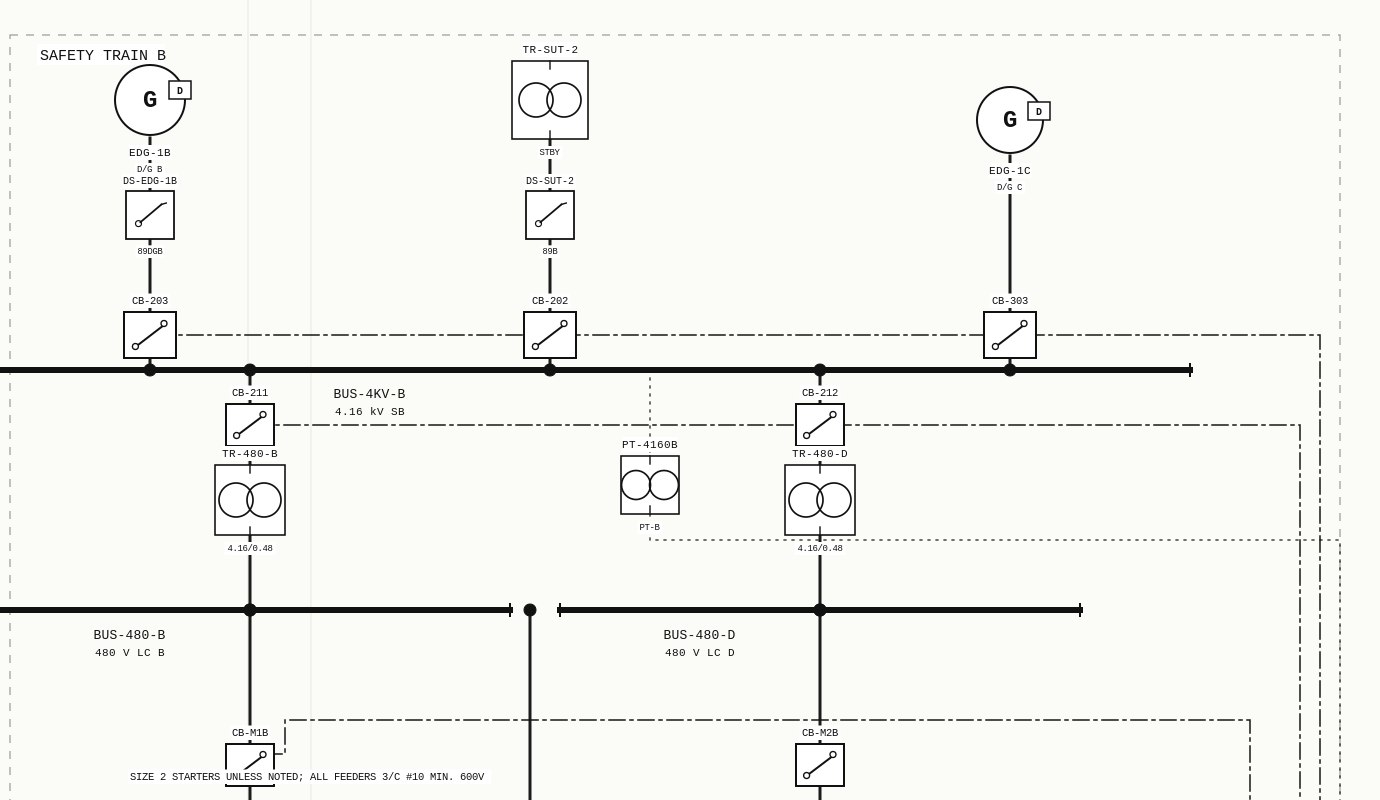 SAFETY TRAIN B
TR-SUT-2
G
D
G
D
EDG-1B
D/G B
STBY
EDG-1C
D/G C
DS-EDG-1B
DS-SUT-2
89DGB
89B
CB-203
CB-202
CB-303
CB-211
BUS-4KV-B
4.16 kV SB
CB-212
PT-4160B
TR-480-B
TR-480-D
PT-B
4.16/0.48
4.16/0.48
BUS-480-B
480 V LC B
BUS-480-D
480 V LC D
CB-M1B
CB-M2B
SIZE 2 STARTERS UNLESS NOTED; ALL FEEDERS 3/C #10 MIN. 600V